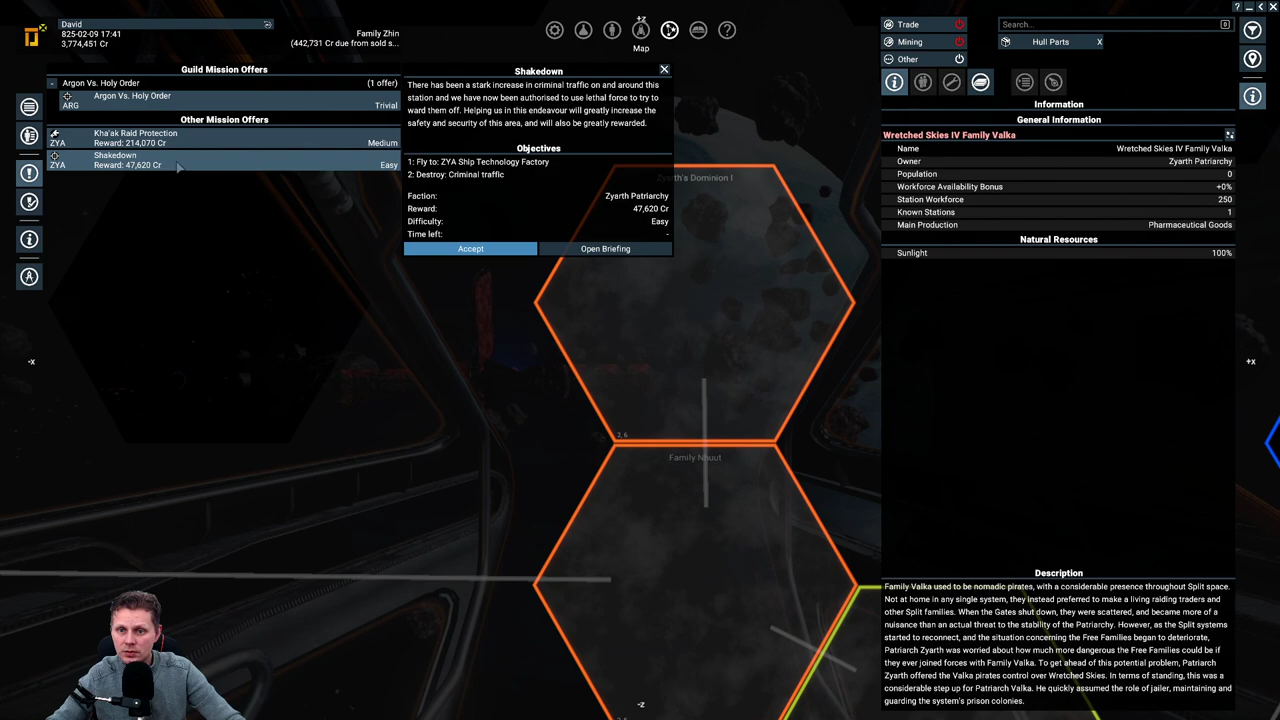 David
825-02-09 17:41
3,774,451 Cr
Family Zhin
(442,731 Cr due from sold s...
+Z
Map
Guild Mission Offers
- Argon Vs. Holy Order (1 offer)
Argon Vs. Holy Order
ARG Trivial
Other Mission Offers
Kha'ak Raid Protection
ZYA Reward: 214,070 Cr Medium
Shakedown
ZYA Reward: 47,620 Cr Easy
Shakedown
There has been a stark increase in criminal traffic on and around this
station and we have now been authorised to use lethal force to try to
ward them off. Helping us in this endeavour will greatly increase the
safety and security of this area, and will also be greatly rewarded.
Objectives
1: Fly to: ZYA Ship Technology Factory
2: Destroy: Criminal traffic
Faction: Zyarth Patriarchy
Reward: 47,620 Cr
Difficulty: Easy
Time left: -
Accept Open Briefing
Zyarth's Dominion I
2, 6
Family Nhuut
-x
+x
-z
Trade
Mining
Other
Search...
0
Hull Parts X
Information
General Information
Wretched Skies IV Family Valka
Name Wretched Skies IV Family Valka
Owner Zyarth Patriarchy
Population 0
Workforce Availability Bonus +0%
Station Workforce 250
Known Stations 1
Main Production Pharmaceutical Goods
Natural Resources
Sunlight 100%
Description
Family Valka used to be nomadic pirates, with a considerable presence throughout Split space.
Not at home in any single system, they instead preferred to make a living raiding traders and
other Split families. When the Gates shut down, they were scattered, and became more of a
nuisance than an actual threat to the stability of the Patriarchy. However, as the Split systems
started to reconnect, and the situation concerning the Free Families began to deteriorate,
Patriarch Zyarth was worried about how much more dangerous the Free Families could be if
they ever joined forces with Family Valka. To get ahead of this potential problem, Patriarch
Zyarth offered the Valka pirates control over Wretched Skies. In terms of standing, this was a
considerable step up for Patriarch Valka. He quickly assumed the role of jailer, maintaining and
guarding the system's prison colonies.